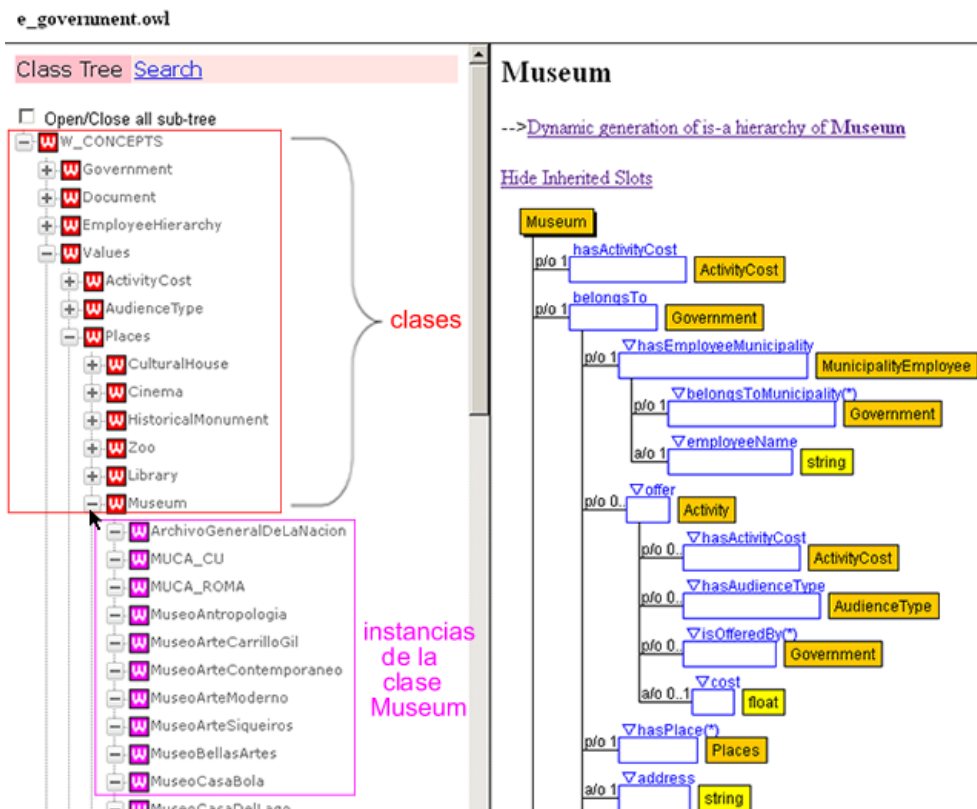 e_government.owl
Class Tree Search
Open/Close all sub-tree
W_CONCEPTS
Government
Document
EmployeeHierarchy
Values
ActivityCost
AudienceType
Places
CulturalHouse
Cinema
HistoricalMonument
Zoo
Library
Museum
ArchivoGeneralDeLaNacion
MUCA_CU
MUCA_ROMA
MuseoAntropologia
MuseoArteCarrilloGil
MuseoArteContemporaneo
MuseoArteModerno
MuseoArteSiqueiros
MuseoBellasArtes
MuseoCasaBola
MuseoCasaDelLago
clases
instancias
de la
clase
Museum
Museum
-->Dynamic generation of is-a hierarchy of Museum
Hide Inherited Slots
Museum
hasActivityCost
p/o 1 ActivityCost
belongsTo
p/o 1 Government
hasEmployeeMunicipality
p/o 1 MunicipalityEmployee
belongsToMunicipality(*)
p/o 1 Government
employeeName
a/o 1 string
offer
p/o 0.. Activity
hasActivityCost
p/o 0.. ActivityCost
hasAudienceType
p/o 0.. AudienceType
isOfferedBy(*)
p/o 0.. Government
cost
a/o 0..1 float
hasPlace(*)
p/o 1 Places
address
a/o 1 string